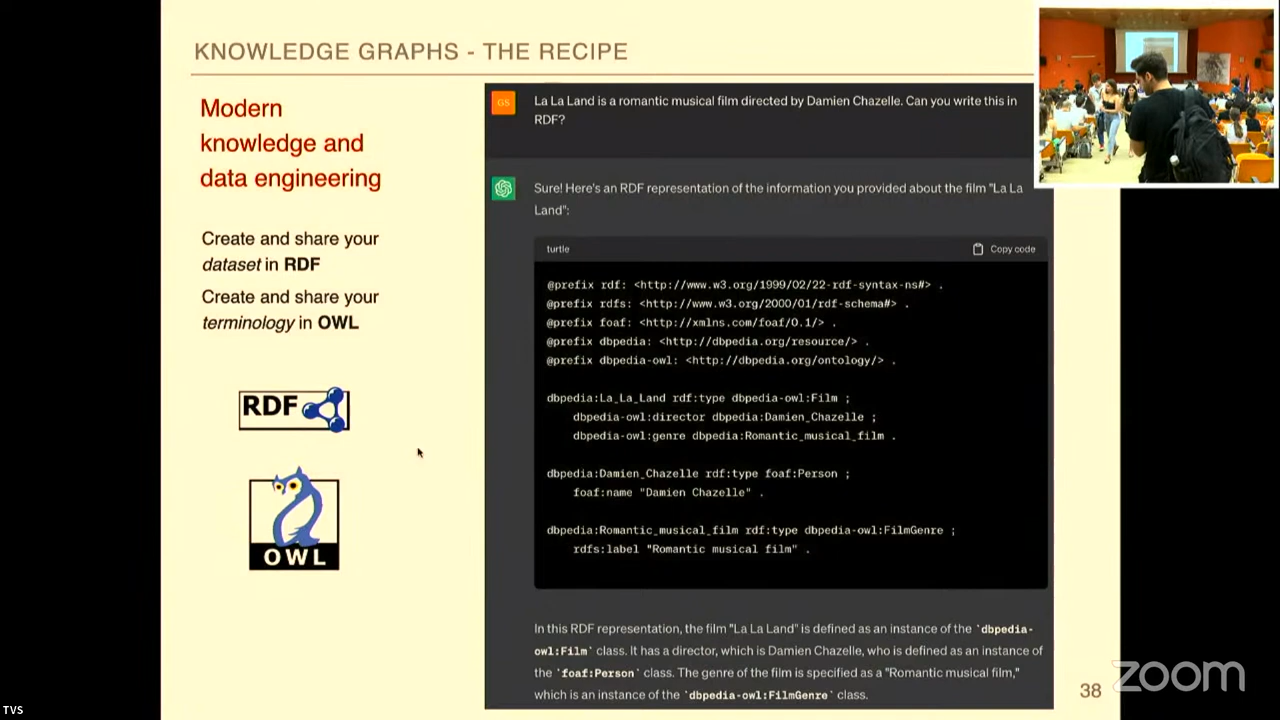 KNOWLEDGE GRAPHS - THE RECIPE
Modern
knowledge and
data engineering
Create and share your
dataset in RDF
Create and share your
terminology in OWL
RDF
OWL
GS
La La Land is a romantic musical film directed by Damien Chazelle. Can you write this in
RDF?
Sure! Here's an RDF representation of the information you provided about the film "La La
Land":
turtle
Copy code
@prefix rdf: <http://www.w3.org/1999/02/22-rdf-syntax-ns#> .
@prefix rdfs: <http://www.w3.org/2000/01/rdf-schema#> .
@prefix foaf: <http://xmlns.com/foaf/0.1/> .
@prefix dbpedia: <http://dbpedia.org/resource/> .
@prefix dbpedia-owl: <http://dbpedia.org/ontology/> .
dbpedia:La_La_Land rdf:type dbpedia-owl:Film ;
dbpedia-owl:director dbpedia:Damien_Chazelle ;
dbpedia-owl:genre dbpedia:Romantic_musical_film .
dbpedia:Damien_Chazelle rdf:type foaf:Person ;
foaf:name "Damien Chazelle" .
dbpedia:Romantic_musical_film rdf:type dbpedia-owl:FilmGenre ;
rdfs:label "Romantic musical film" .
In this RDF representation, the film "La La Land" is defined as an instance of the `dbpedia-
owl:Film` class. It has a director, which is Damien Chazelle, who is defined as an instance of
the `foaf:Person` class. The genre of the film is specified as a "Romantic musical film,"
which is an instance of the `dbpedia-owl:FilmGenre` class.
38
zoom
TVS